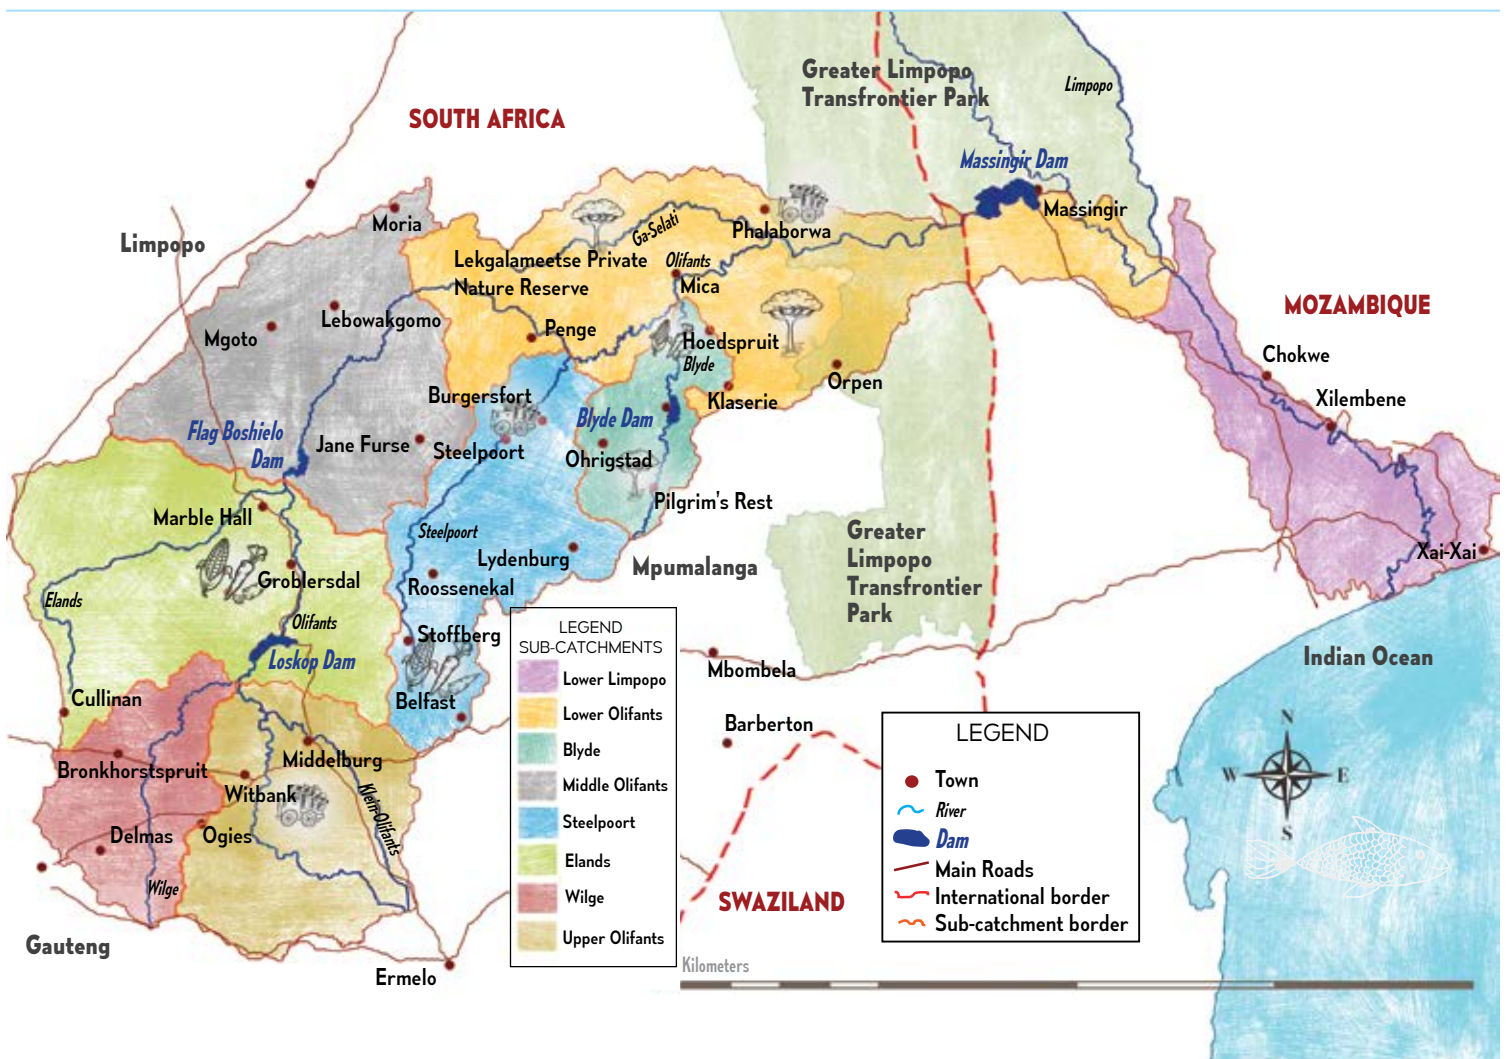 Greater Limpopo
Transfrontier Park
Limpopo
SOUTH AFRICA
Massingir Dam
Massingir
Moria
Phalaborwa
Ga-Selati
Limpopo
Lekgalameetse Private
Nature Reserve
Olifants
Mica
MOZAMBIQUE
Lebowakgomo
Mgoto
Penge
Hoedspruit
Blyde
Chokwe
Orpen
Klaserie
Xilembene
Burgersfort
Blyde Dam
Flag Boshielo
Dam
Jane Furse
Steelpoort
Ohrigstad
Pilgrim's Rest
Marble Hall
Steelpoort
Lydenburg
Greater
Limpopo
Transfrontier
Park
Xai-Xai
Mpumalanga
Groblersdal
Roossenekal
Elands
Olifants
Stoffberg
Loskop Dam
Indian Ocean
Mbombela
Cullinan
Belfast
Barberton
LEGEND
SUB-CATCHMENTS
Lower Limpopo
Lower Olifants
Blyde
Middle Olifants
Steelpoort
Elands
Wilge
Upper Olifants
Middelburg
Bronkhorstspruit
Witbank
Klein-Olifants
Delmas
Ogies
Wilge
LEGEND
Town
River
Dam
Main Roads
International border
Sub-catchment border
N
W
E
S
SWAZILAND
Gauteng
Ermelo
Kilometers